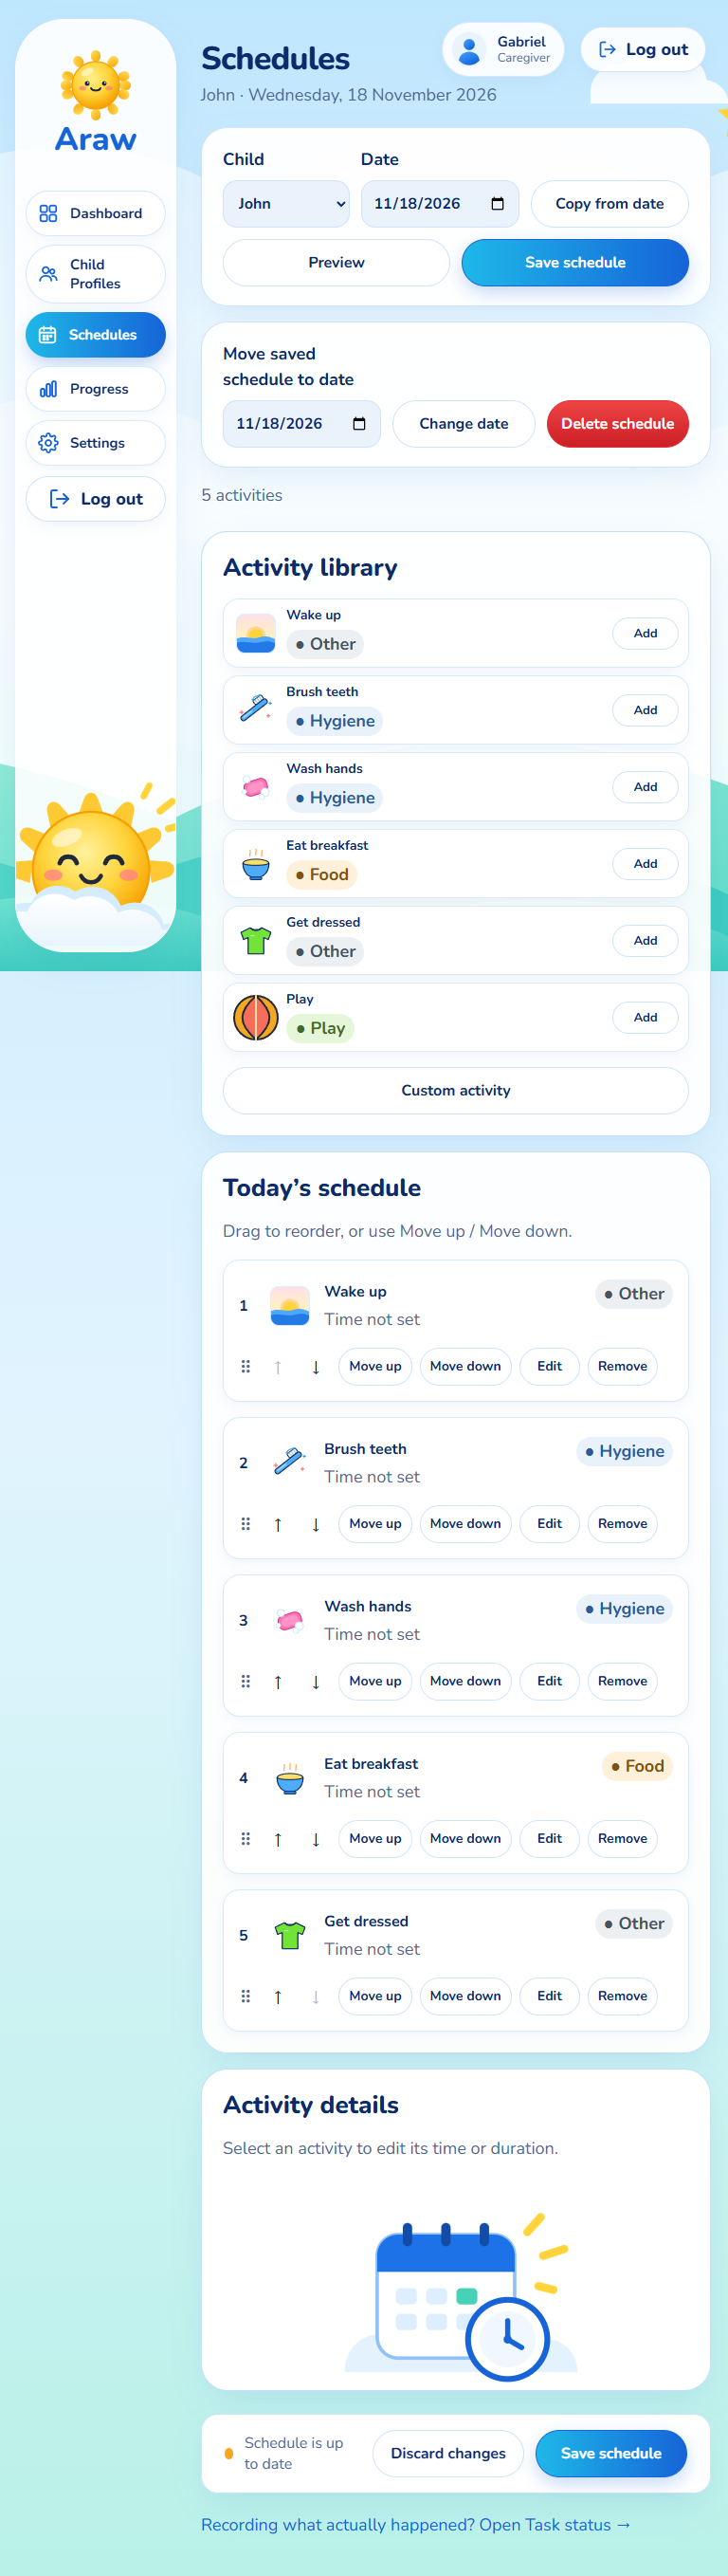 Araw
Dashboard
Child
Profiles
Schedules
Progress
Settings
Log out
Schedules
Gabriel
Caregiver
Log out
John · Wednesday, 18 November 2026
Child
Date
John
11/18/2026
Copy from date
Preview
Save schedule
Move saved
schedule to date
11/18/2026
Change date
Delete schedule
5 activities
Activity library
Wake up
• Other
Add
Brush teeth
• Hygiene
Add
Wash hands
• Hygiene
Add
Eat breakfast
• Food
Add
Get dressed
• Other
Add
Play
• Play
Add
Custom activity
Today’s schedule
Drag to reorder, or use Move up / Move down.
1
Wake up
Time not set
• Other
⠿ ↑ ↓ Move up Move down Edit Remove
2
Brush teeth
Time not set
• Hygiene
⠿ ↑ ↓ Move up Move down Edit Remove
3
Wash hands
Time not set
• Hygiene
⠿ ↑ ↓ Move up Move down Edit Remove
4
Eat breakfast
Time not set
• Food
⠿ ↑ ↓ Move up Move down Edit Remove
5
Get dressed
Time not set
• Other
⠿ ↑ ↓ Move up Move down Edit Remove
Activity details
Select an activity to edit its time or duration.
Schedule is up
to date
Discard changes
Save schedule
Recording what actually happened? Open Task status →